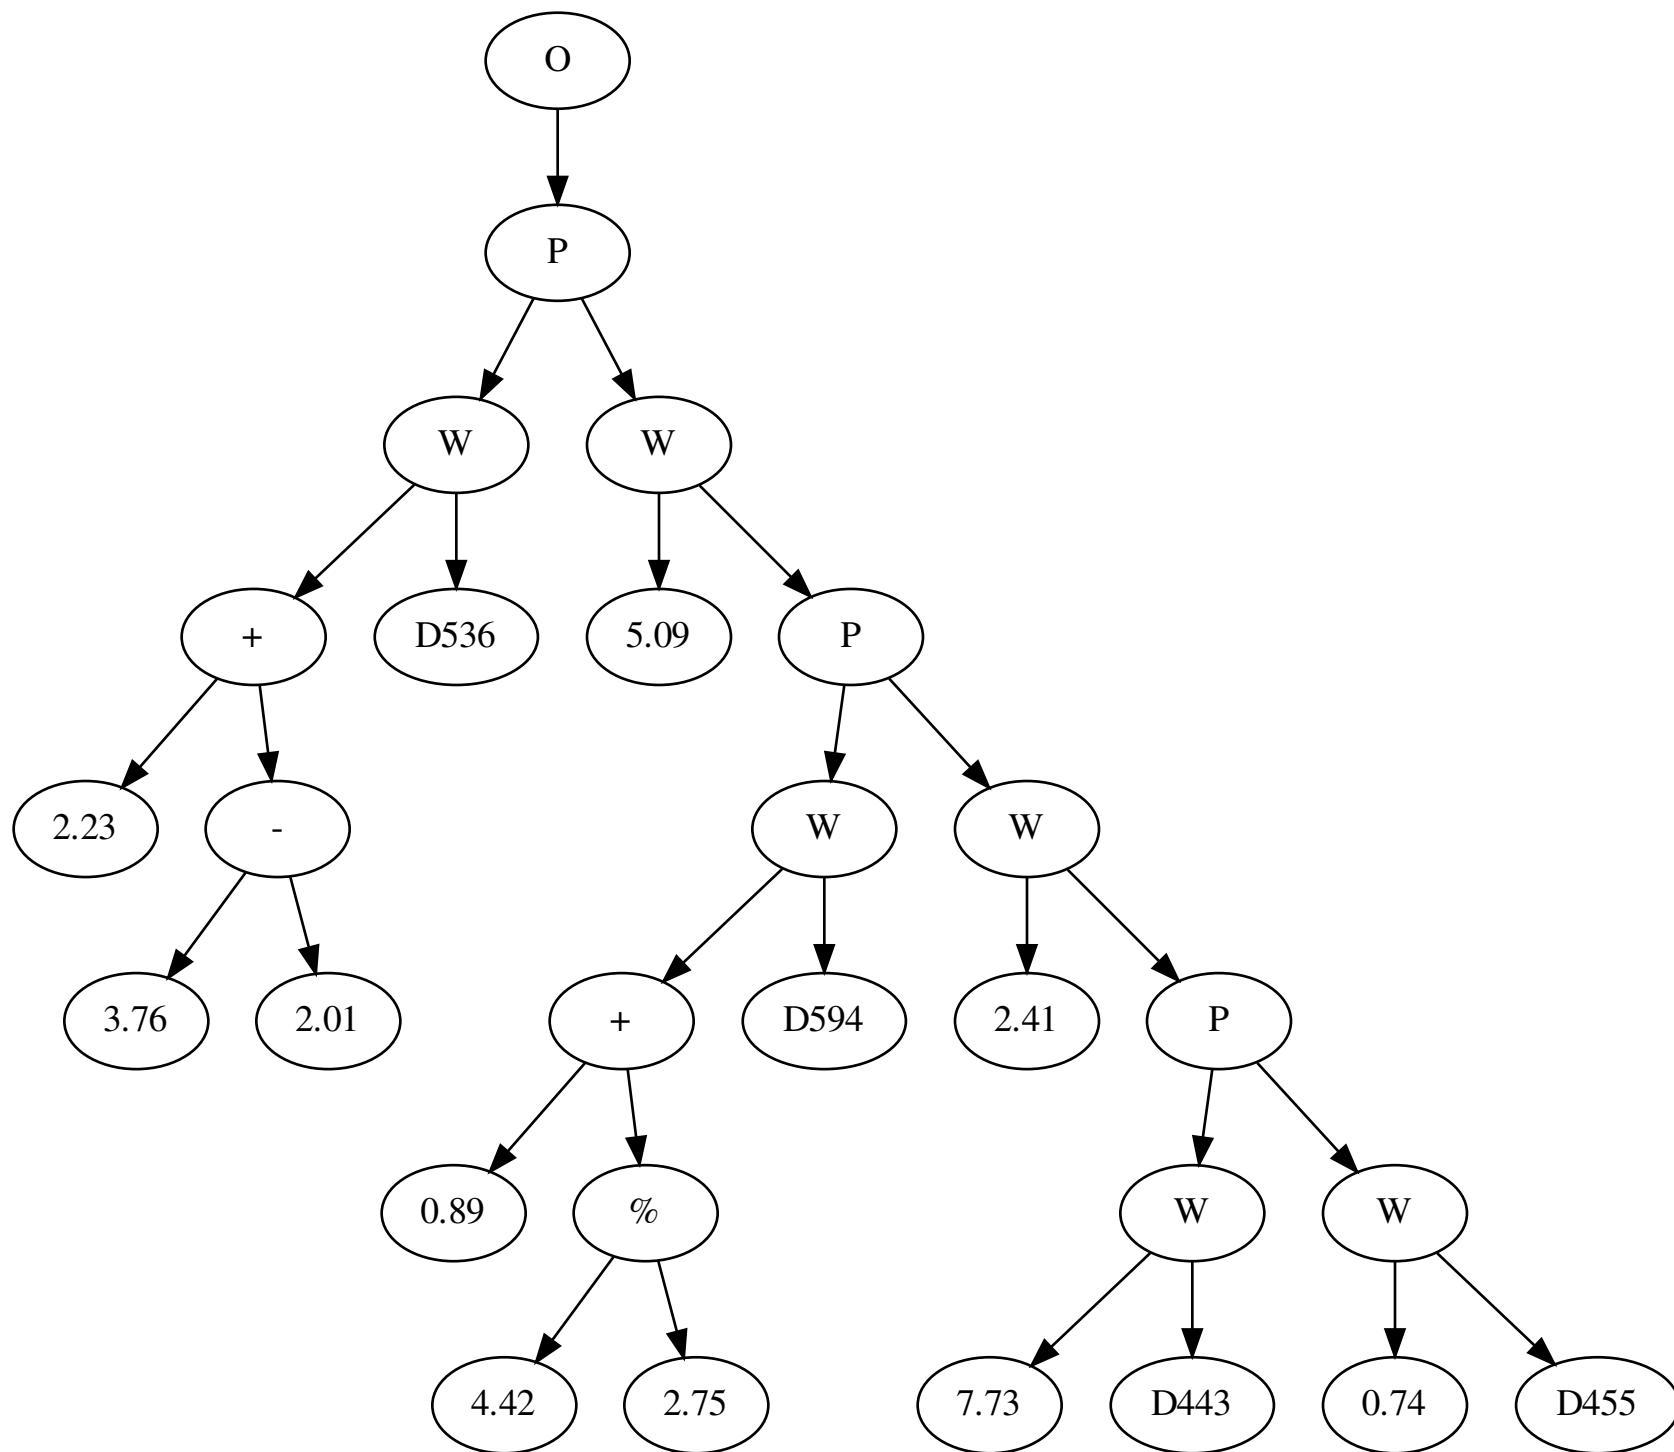 O
P
W W
+ D536 5.09 P
2.23 - W W
3.76 2.01 + D594 2.41 P
0.89 % W W
4.42 2.75 7.73 D443 0.74 D455